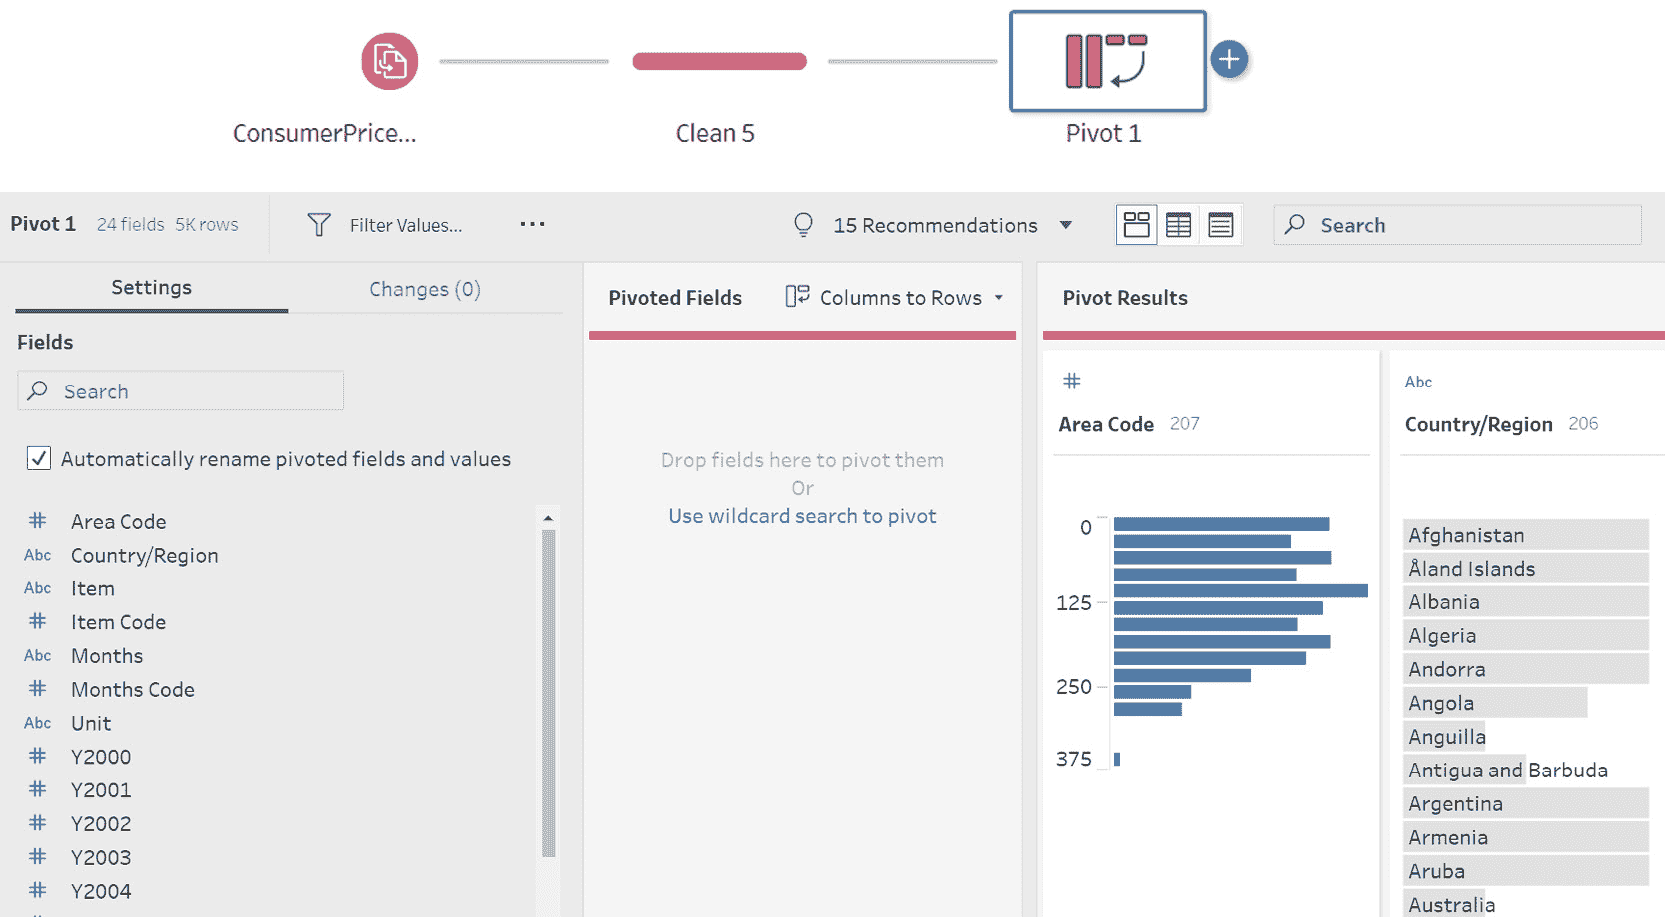 ConsumerPrice...
Clean 5
Pivot 1
Pivot 1 24 fields 5K rows
Filter Values...
15 Recommendations
Search
Settings
Changes (0)
Fields
Search
Automatically rename pivoted fields and values
# Area Code
Abc Country/Region
Abc Item
# Item Code
Abc Months
# Months Code
Abc Unit
# Y2000
# Y2001
# Y2002
# Y2003
# Y2004
Pivoted Fields
Columns to Rows
Drop fields here to pivot them
Or
Use wildcard search to pivot
Pivot Results
#
Area Code 207
0
125
250
375
Abc
Country/Region 206
Afghanistan
Åland Islands
Albania
Algeria
Andorra
Angola
Anguilla
Antigua and Barbuda
Argentina
Armenia
Aruba
Australia